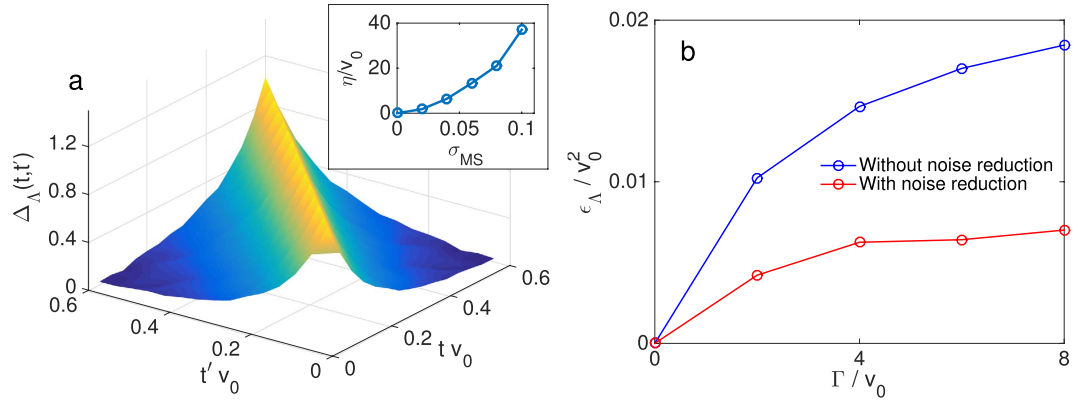 a
Δ_Λ(t,t′)
1.2
0.8
0.4
0
0.6
0.4
0.2
0
t′ v_0
0
0.2
0.4
0.6
t v_0
η/v_0
40
20
0
0
0.05
0.1
σ_MS
b
ϵ_Λ / v_0^2
0.02
0.01
0
0
4
8
Γ / v_0
Without noise reduction
With noise reduction